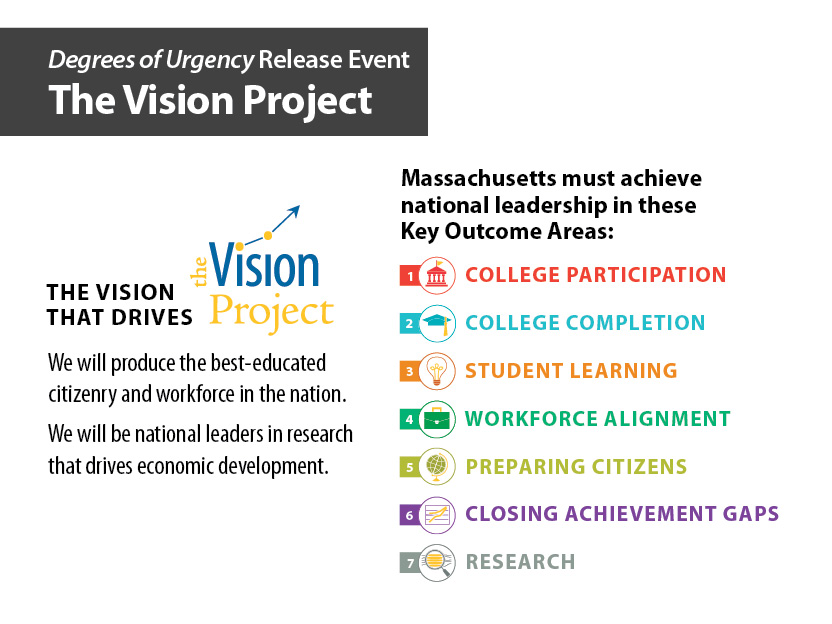 Degrees of Urgency Release Event
The Vision Project
THE VISION
THAT DRIVES
the Vision
Project
We will produce the best-educated
citizenry and workforce in the nation.
We will be national leaders in research
that drives economic development.
Massachusetts must achieve
national leadership in these
Key Outcome Areas:
1 COLLEGE PARTICIPATION
2 COLLEGE COMPLETION
3 STUDENT LEARNING
4 WORKFORCE ALIGNMENT
5 PREPARING CITIZENS
6 CLOSING ACHIEVEMENT GAPS
7 RESEARCH